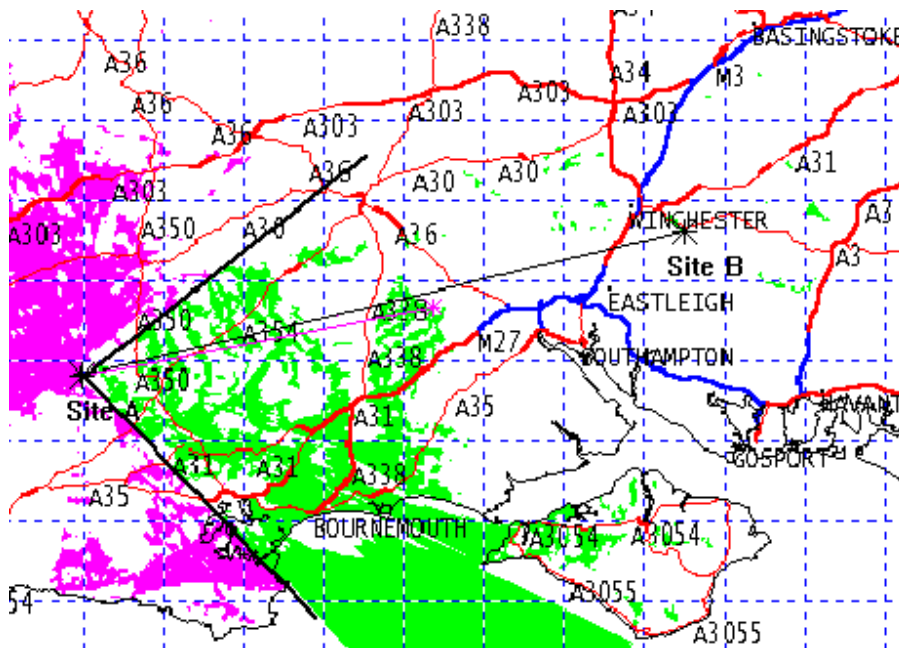 A34
A338
BASINGSTOKE
A36
A34
M3
A36
A303
A303
A303
A303
A36
A31
A36
A30
A30
A303
A3
WINCHESTER
A350
A30
A36
A303
A3
Site B
EASTLEIGH
A350
A354
A338
M27
SOUTHAMPTON
A338
A350
Site A
A31
A35
HAVANT
A31
A31
A338
GOSPORT
A35
BOURNEMOUTH
A3054
A3054
A3055
54
A3055